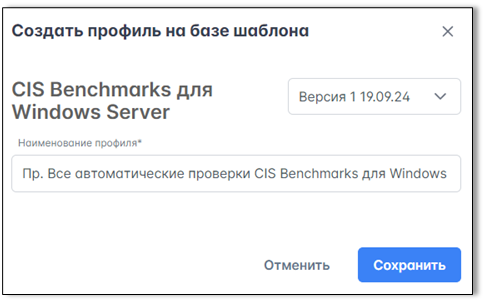 Создать профиль на базе шаблона
CIS Benchmarks для
Windows Server
Версия 1 19.09.24
Наименование профиля*
Пр. Все автоматические проверки CIS Benchmarks для Windows
Отменить
Сохранить